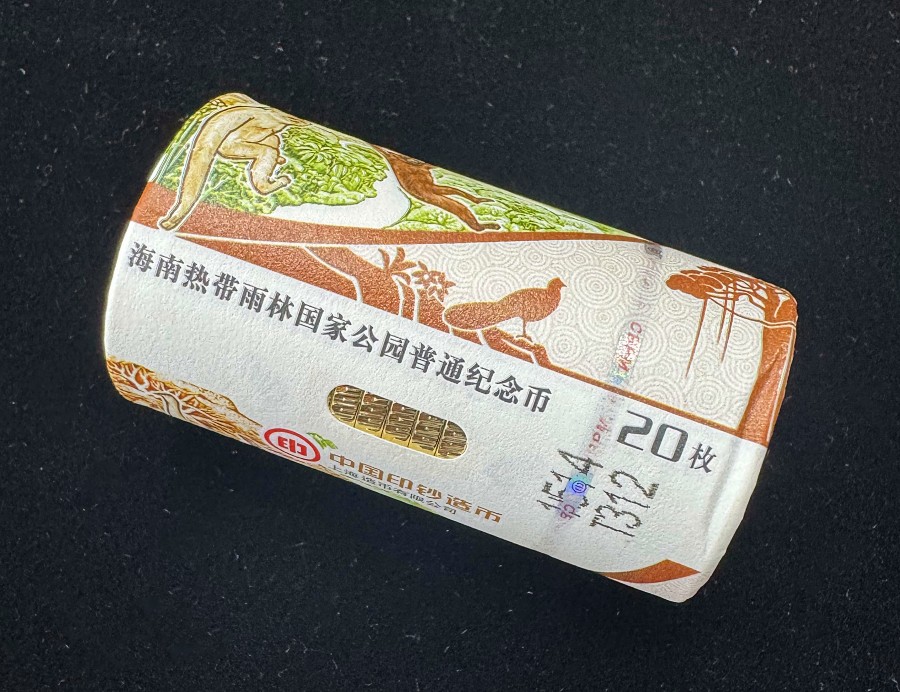 海南热带雨林国家公园普通纪念币
20枚
1514
T312
印
中国印钞造币
上海造币有限公司